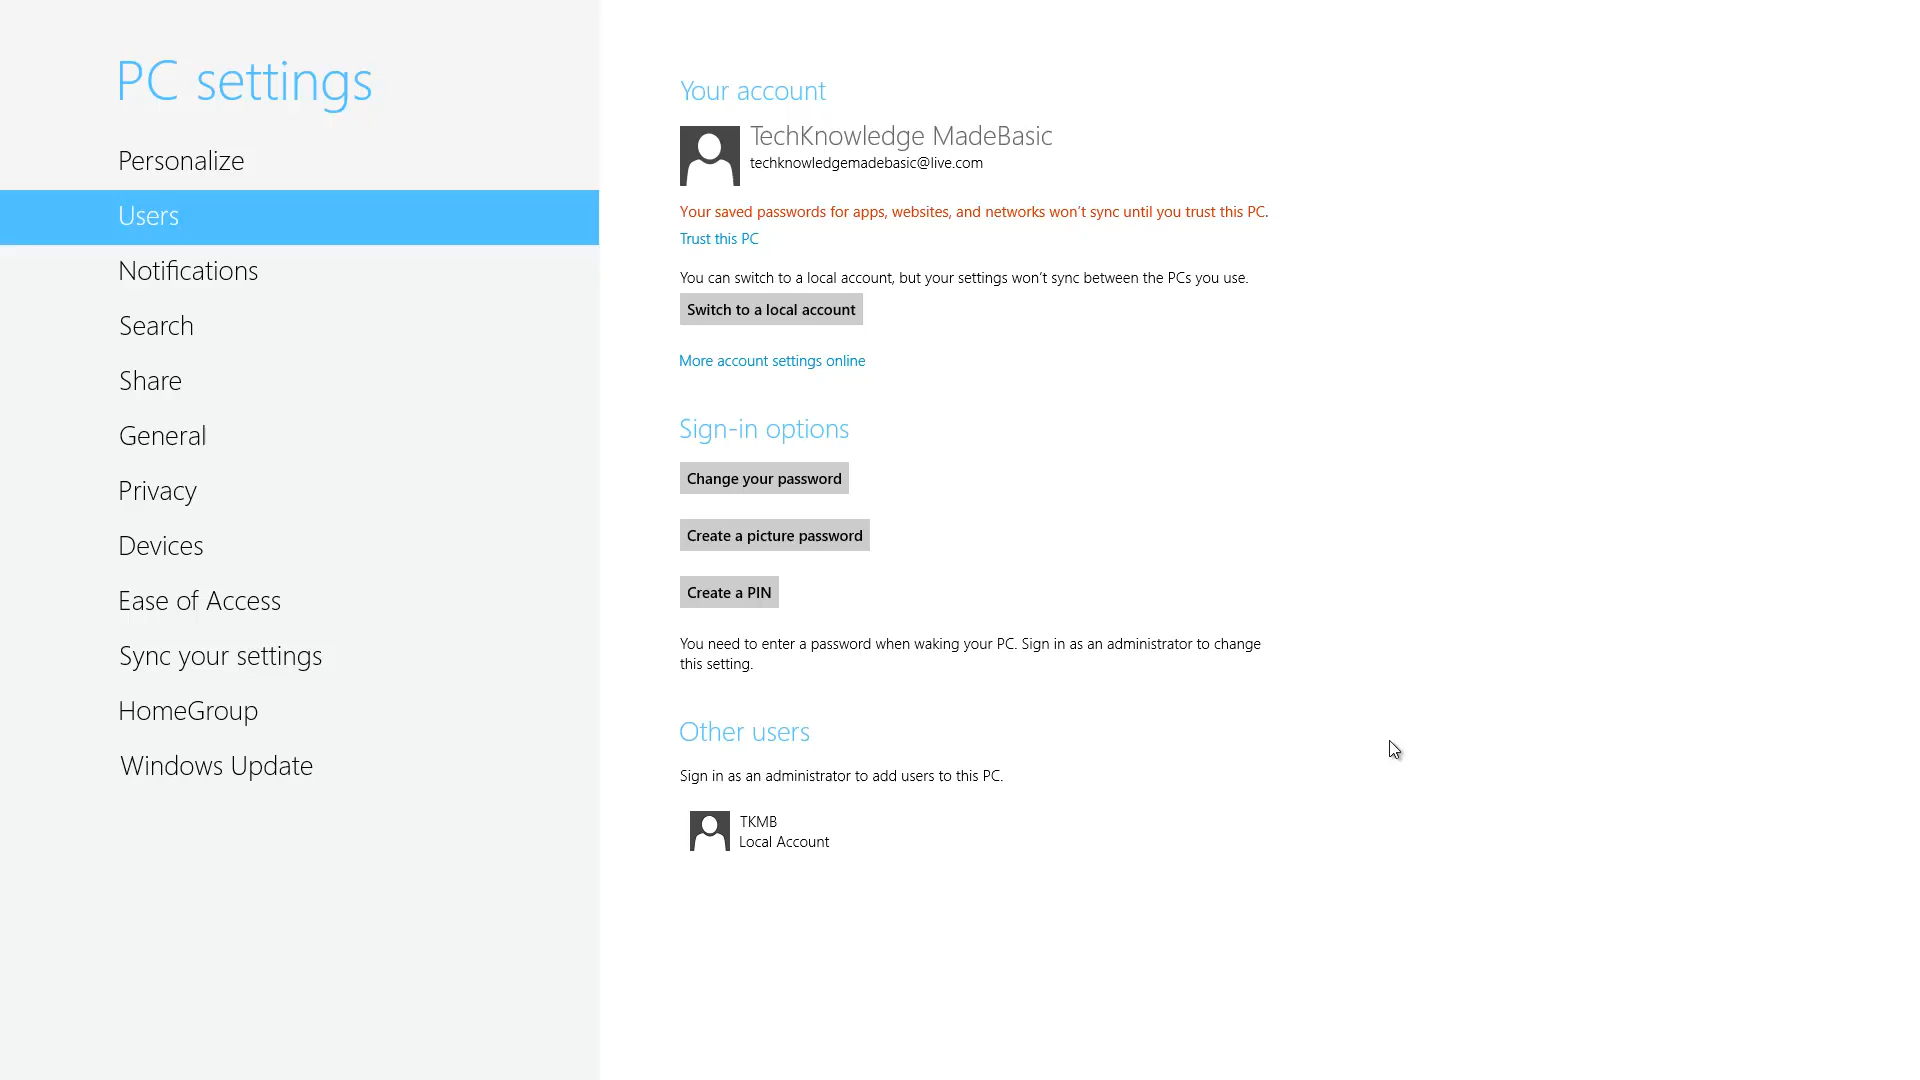 PC settings
Personalize
Users
Notifications
Search
Share
General
Privacy
Devices
Ease of Access
Sync your settings
HomeGroup
Windows Update
Your account
TechKnowledge MadeBasic
techknowledgemadebasic@live.com
Your saved passwords for apps, websites, and networks won’t sync until you trust this PC.
Trust this PC
You can switch to a local account, but your settings won’t sync between the PCs you use.
Switch to a local account
More account settings online
Sign-in options
Change your password
Create a picture password
Create a PIN
You need to enter a password when waking your PC. Sign in as an administrator to change
this setting.
Other users
Sign in as an administrator to add users to this PC.
TKMB
Local Account